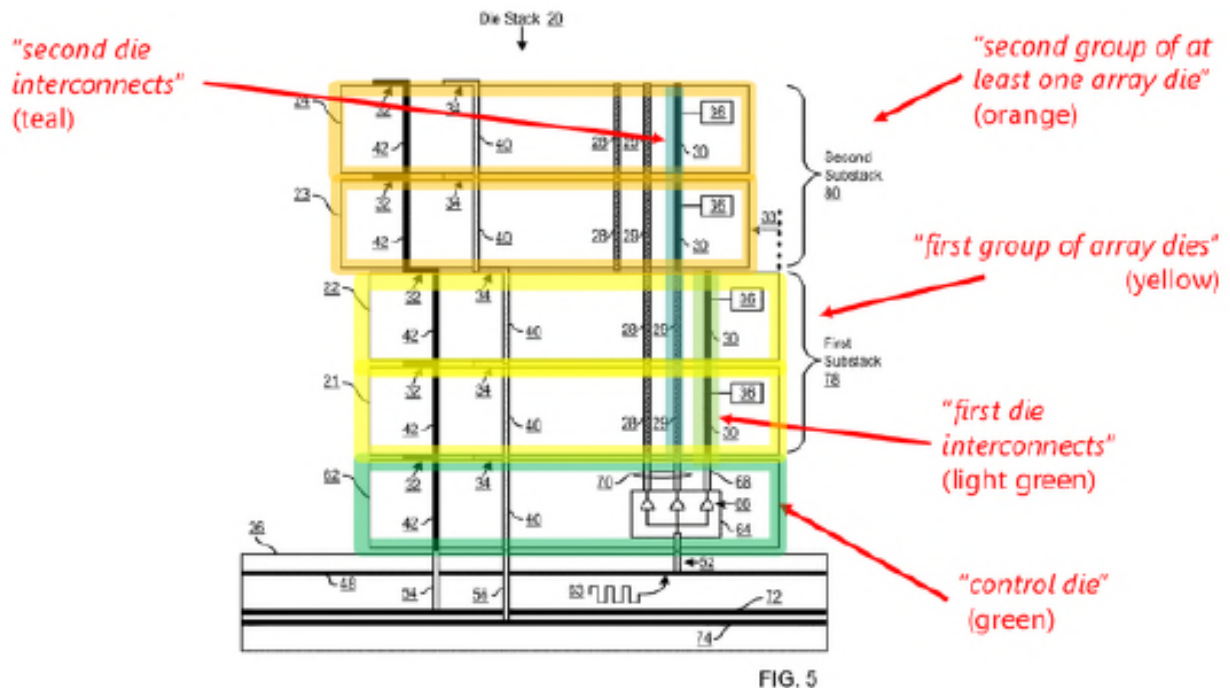 Die Stack 20
"second die
interconnects"
(teal)
"second group of at
least one array die"
(orange)
24 32 34 36
42 40 28 29 30
Second
Substack
80
23 32 34 36
33
42 40 28 29 30
"first group of array dies"
(yellow)
22 32 34 36
42 40 28 29 30
First
Substack
78
21 32 34 36
42 40 28 29 30
"first die
interconnects"
(light green)
62 32 34 70 68
66
42 40 64
36
52
48 54 56 63 72
74
"control die"
(green)
FIG. 5